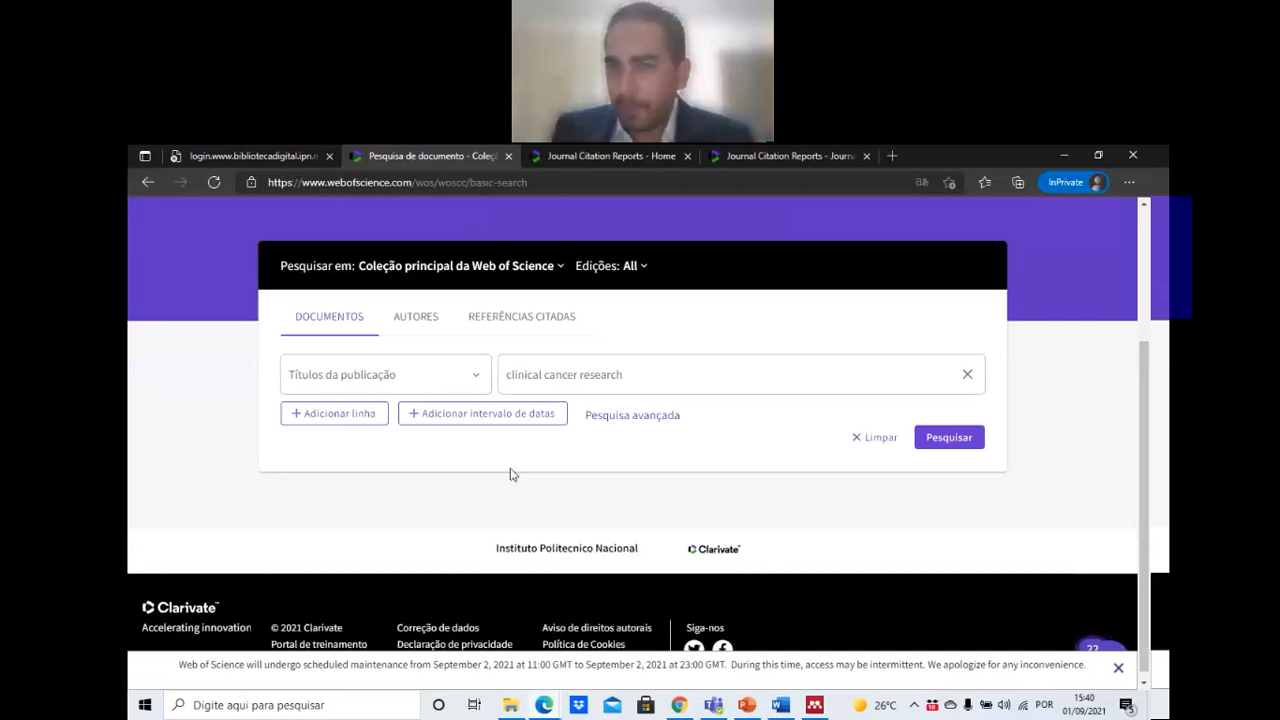 login.www.bibliotecadigital.ipn.m
Pesquisa de documento - Coleç
Journal Citation Reports - Home
Journal Citation Reports - Journa
https://www.webofscience.com/wos/woscc/basic-search
InPrivate
Pesquisar em: Coleção principal da Web of Science
Edições: All
DOCUMENTOS
AUTORES
REFERÊNCIAS CITADAS
Títulos da publicação
clinical cancer research
+ Adicionar linha
+ Adicionar intervalo de datas
Pesquisa avançada
× Limpar
Pesquisar
Instituto Politecnico Nacional
Clarivate™
Clarivate™
Accelerating innovation
© 2021 Clarivate
Portal de treinamento
Correção de dados
Declaração de privacidade
Aviso de direitos autorais
Política de Cookies
Siga-nos
22
Web of Science will undergo scheduled maintenance from September 2, 2021 at 11:00 GMT to September 2, 2021 at 23:00 GMT. During this time, access may be intermittent. We apologize for any inconvenience.
Digite aqui para pesquisar
26°C
POR
15:40
01/09/2021